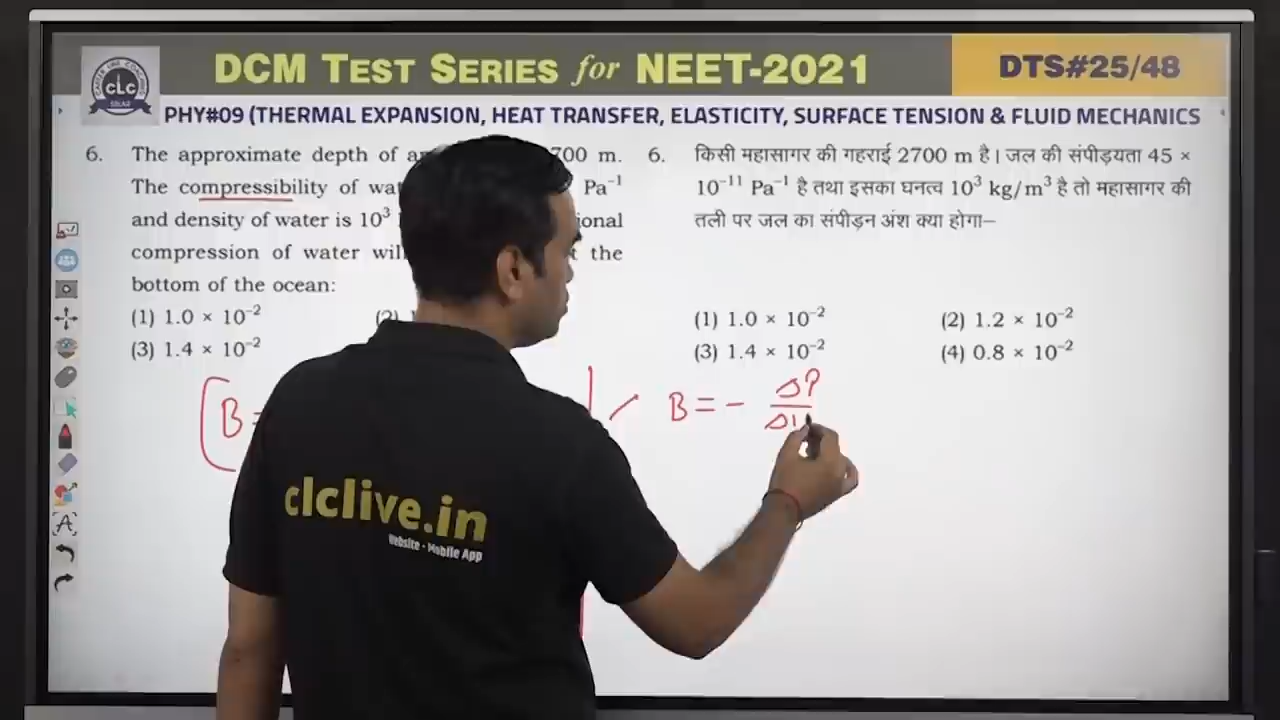 DCM TEST SERIES for NEET-2021
DTS#25/48
CLC
SIKAR
PHY#09 (THERMAL EXPANSION, HEAT TRANSFER, ELASTICITY, SURFACE TENSION & FLUID MECHANICS
6. The approximate depth of 700 m.
The compressibility of Pa⁻¹
and density of water is 10³
compression of water the
bottom of the ocean:
(1) 1.0 × 10⁻²
(3) 1.4 × 10⁻²
6. किसी महासागर की गहराई 2700 m है। जल की संपीड़यता 45 ×
10⁻¹¹ Pa⁻¹ है तथा इसका घनत्व 10³ kg/m³ है तो महासागर की
तली पर जल का संपीड़न अंश क्या होगा–
(1) 1.0 × 10⁻² (2) 1.2 × 10⁻²
(3) 1.4 × 10⁻² (4) 0.8 × 10⁻²
B =
B = - ΔP
clclive.in
Website • Mobile App